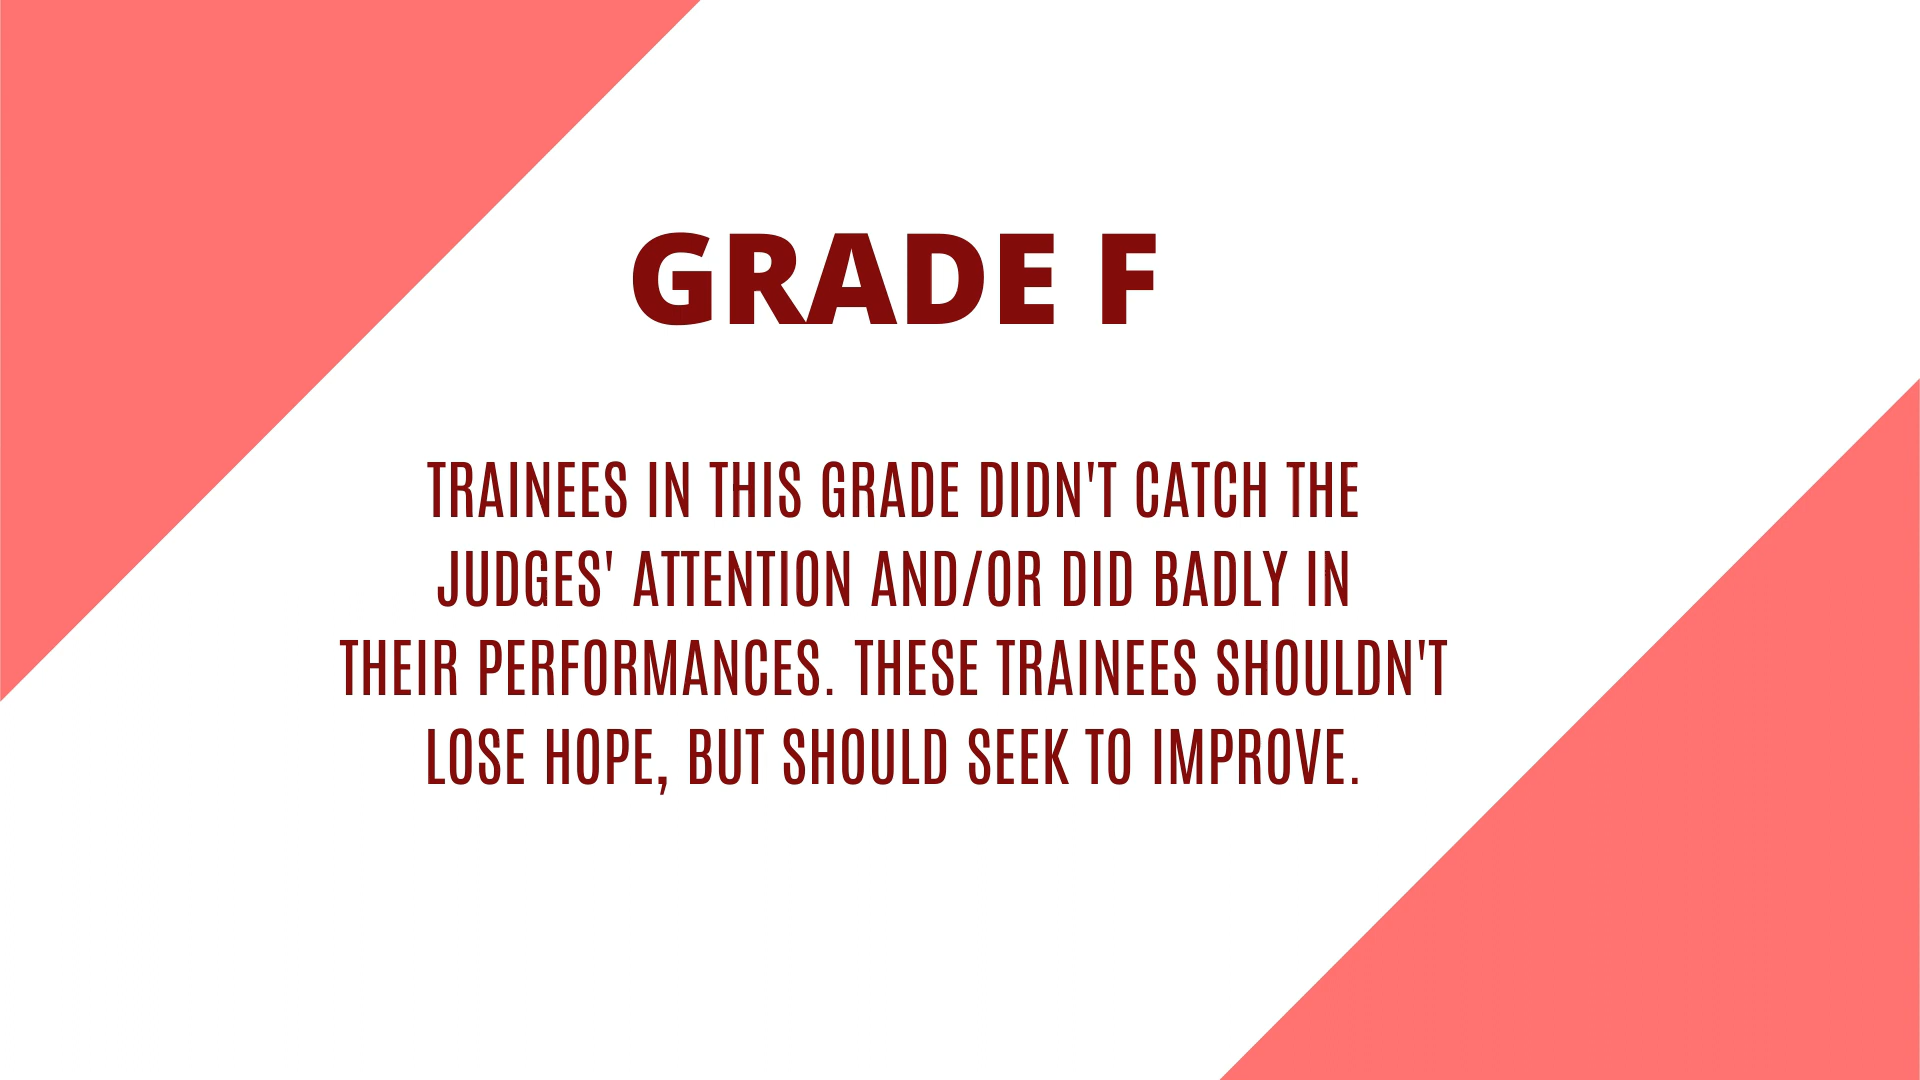 GRADE F
TRAINEES IN THIS GRADE DIDN'T CATCH THE
JUDGES' ATTENTION AND/OR DID BADLY IN
THEIR PERFORMANCES. THESE TRAINEES SHOULDN'T
LOSE HOPE, BUT SHOULD SEEK TO IMPROVE.